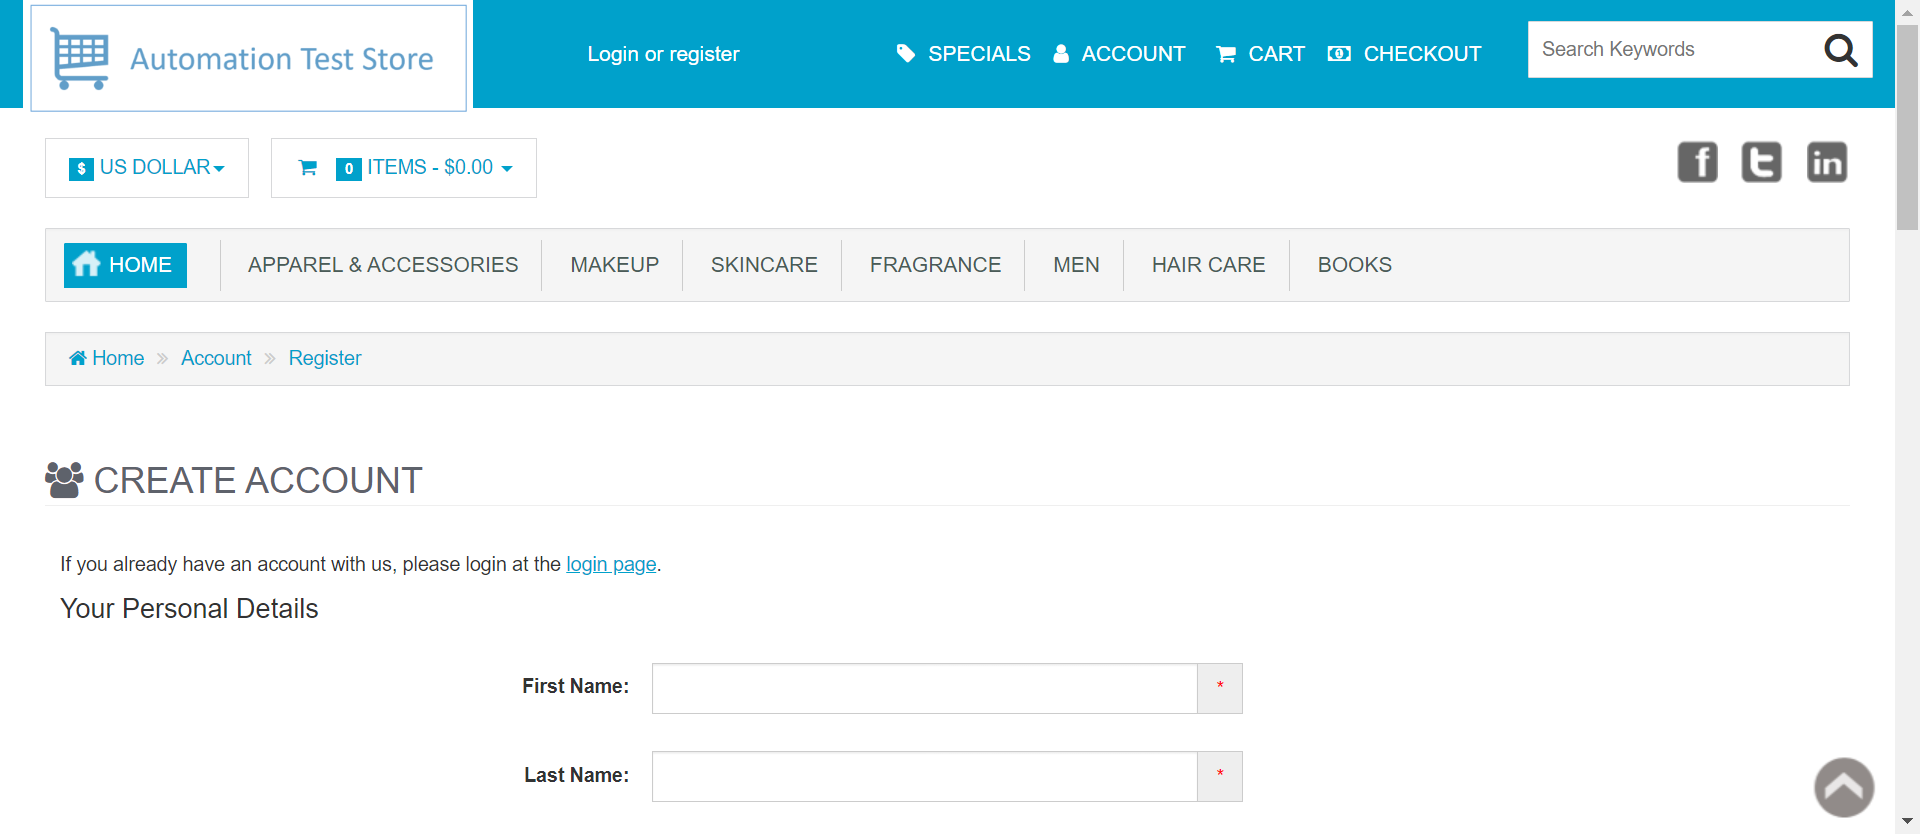 Automation Test Store
Login or register
SPECIALS ACCOUNT CART CHECKOUT
Search Keywords
$ US DOLLAR
0 ITEMS - $0.00
f t in
HOME APPAREL & ACCESSORIES MAKEUP SKINCARE FRAGRANCE MEN HAIR CARE BOOKS
Home » Account » Register
CREATE ACCOUNT
If you already have an account with us, please login at the login page.
Your Personal Details
First Name: *
Last Name: *